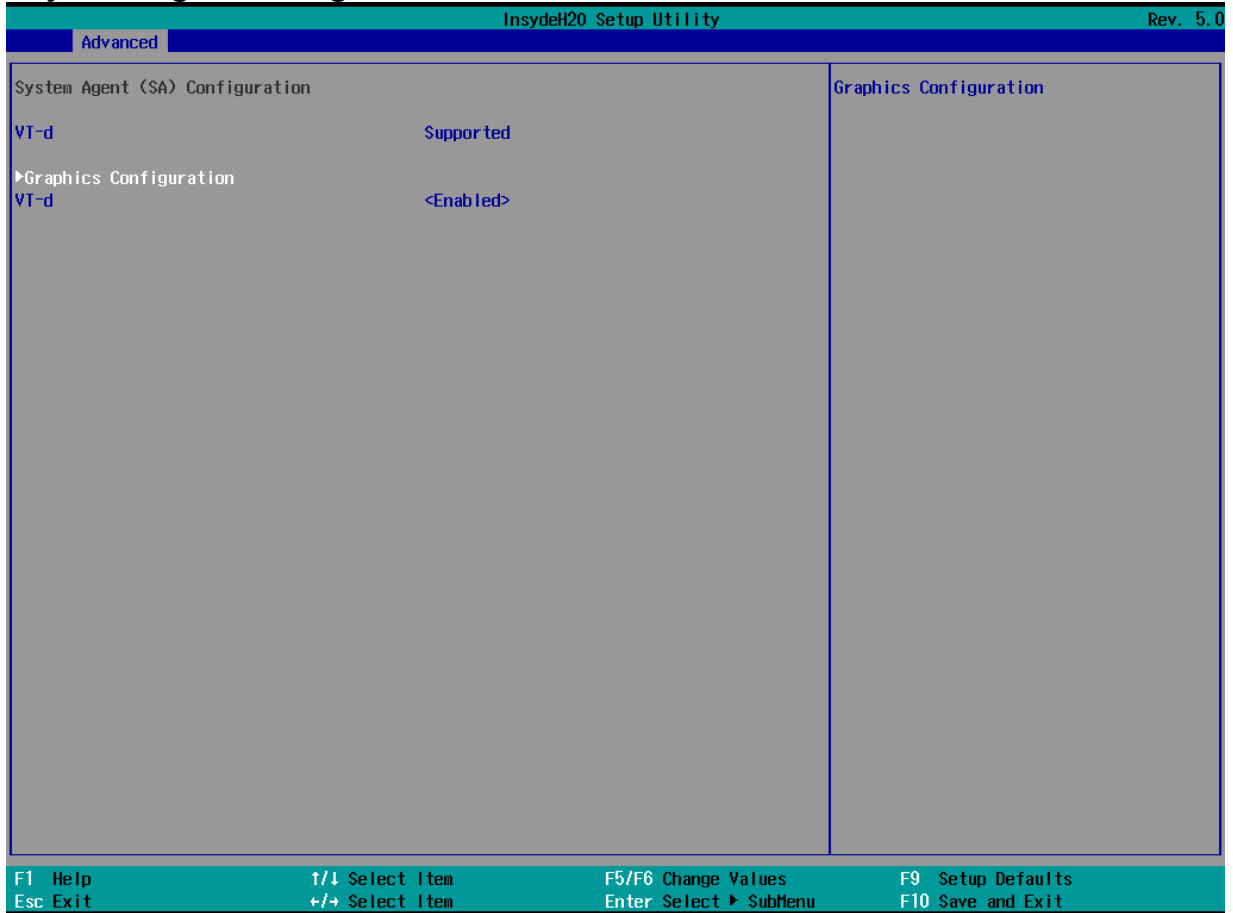 InsydeH20 Setup Utility Rev. 5.0
Advanced
System Agent (SA) Configuration
Graphics Configuration
VT-d Supported
▶Graphics Configuration
VT-d <Enabled>
F1 Help ↑/↓ Select Item F5/F6 Change Values F9 Setup Defaults
Esc Exit ←/→ Select Item Enter Select ▶ SubMenu F10 Save and Exit